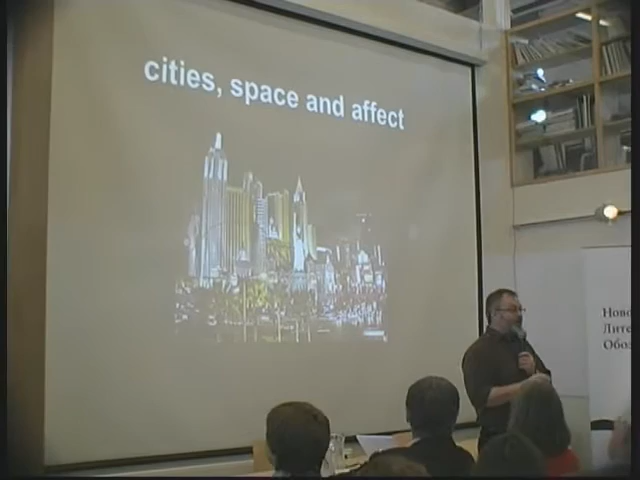 cities, space and affect
Ново
Лите
Обоз